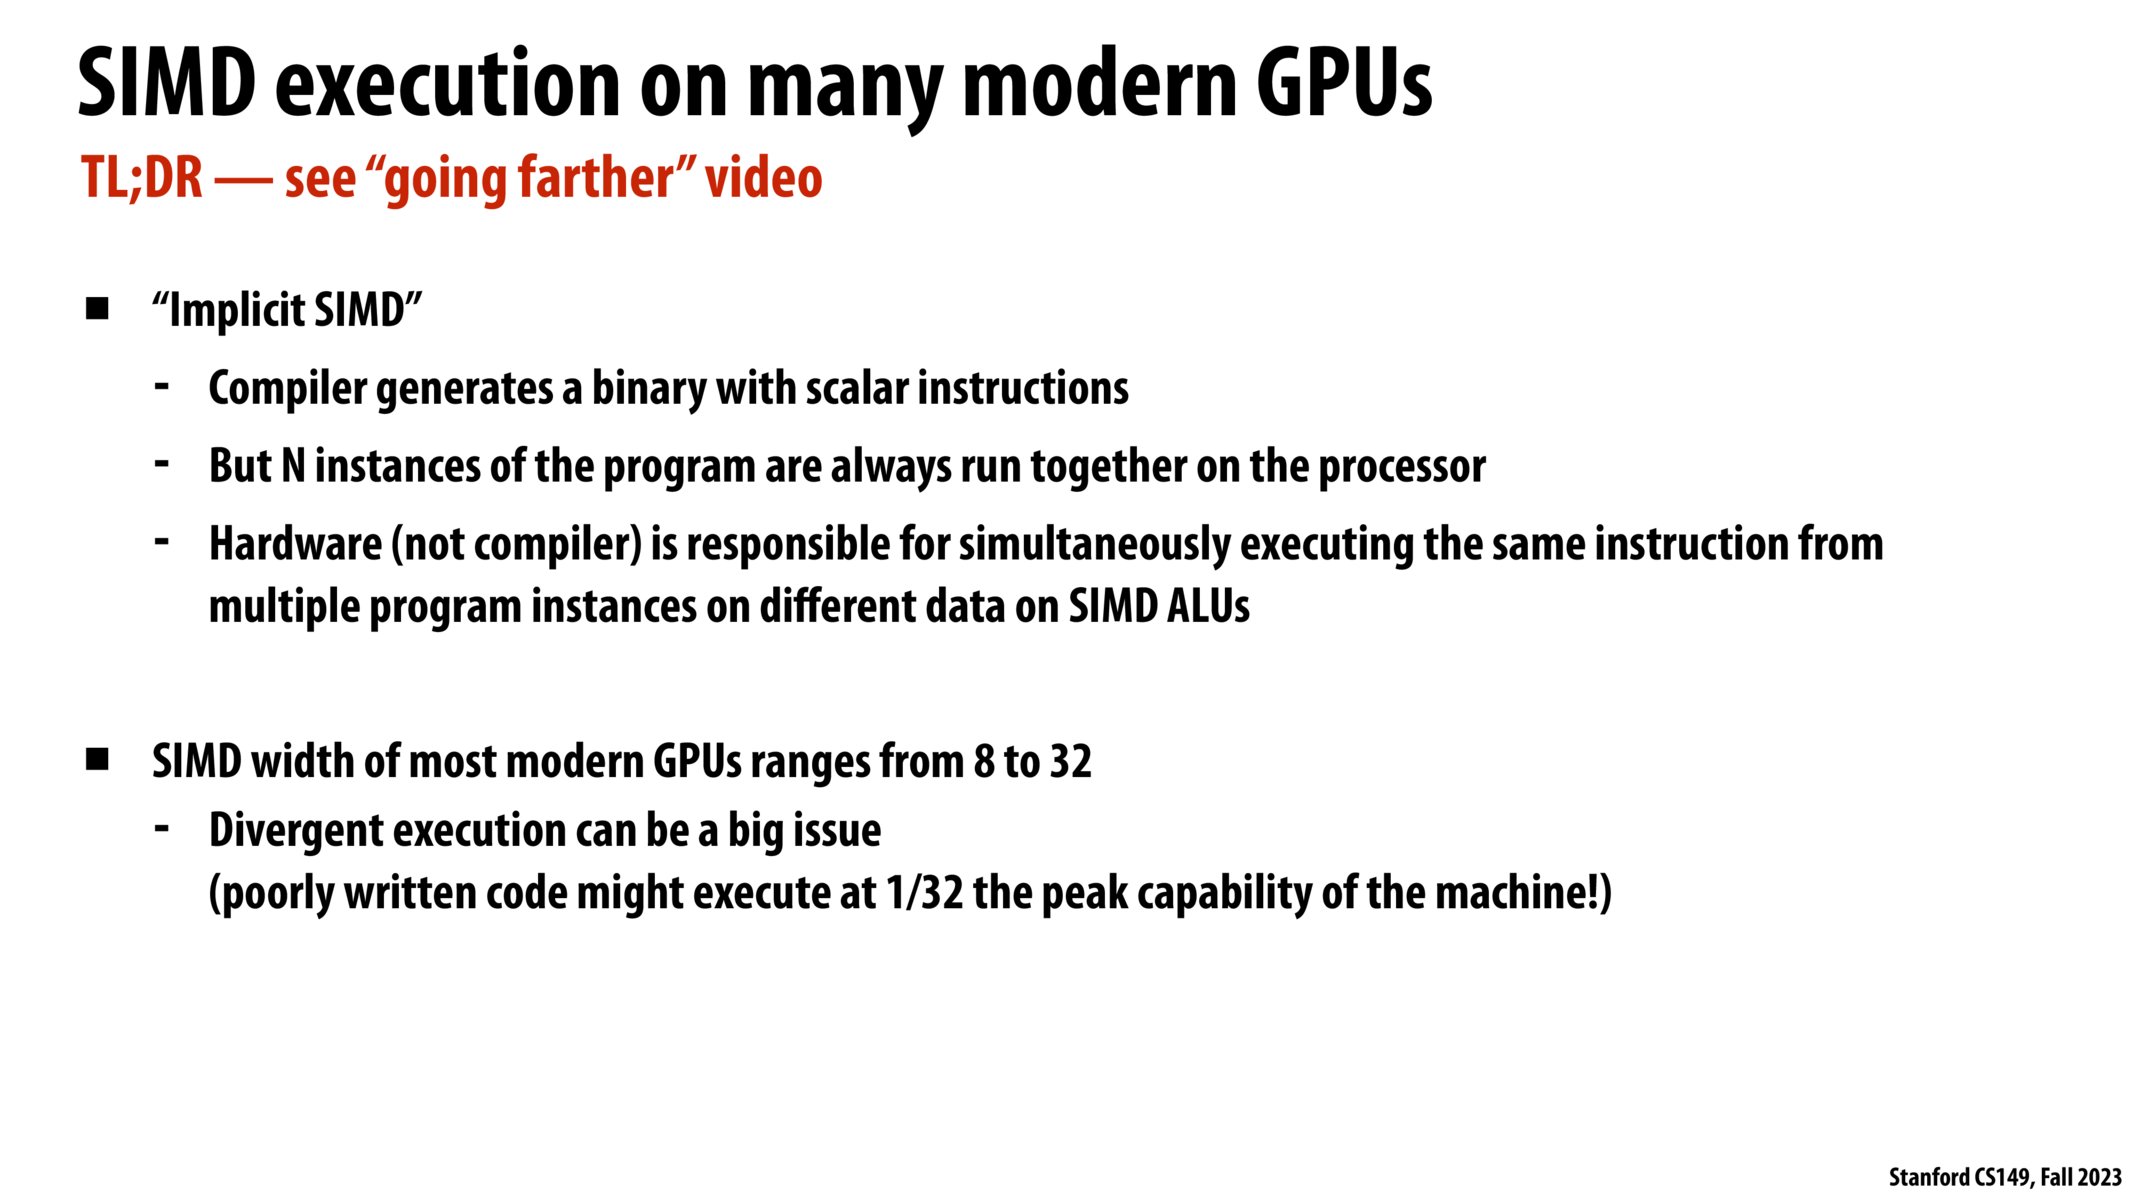 SIMD execution on many modern GPUs
TL;DR — see “going farther” video
■ “Implicit SIMD”
- Compiler generates a binary with scalar instructions
- But N instances of the program are always run together on the processor
- Hardware (not compiler) is responsible for simultaneously executing the same instruction from
multiple program instances on different data on SIMD ALUs
■ SIMD width of most modern GPUs ranges from 8 to 32
- Divergent execution can be a big issue
(poorly written code might execute at 1/32 the peak capability of the machine!)
Stanford CS149, Fall 2023